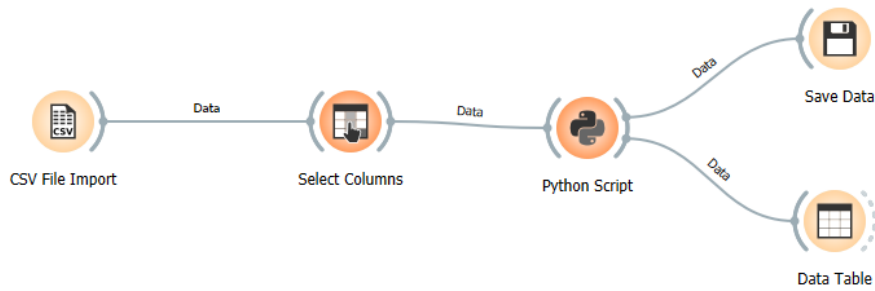 CSV
CSV File Import
Data
Select Columns
Data
Python Script
Data
Save Data
Data
Data Table